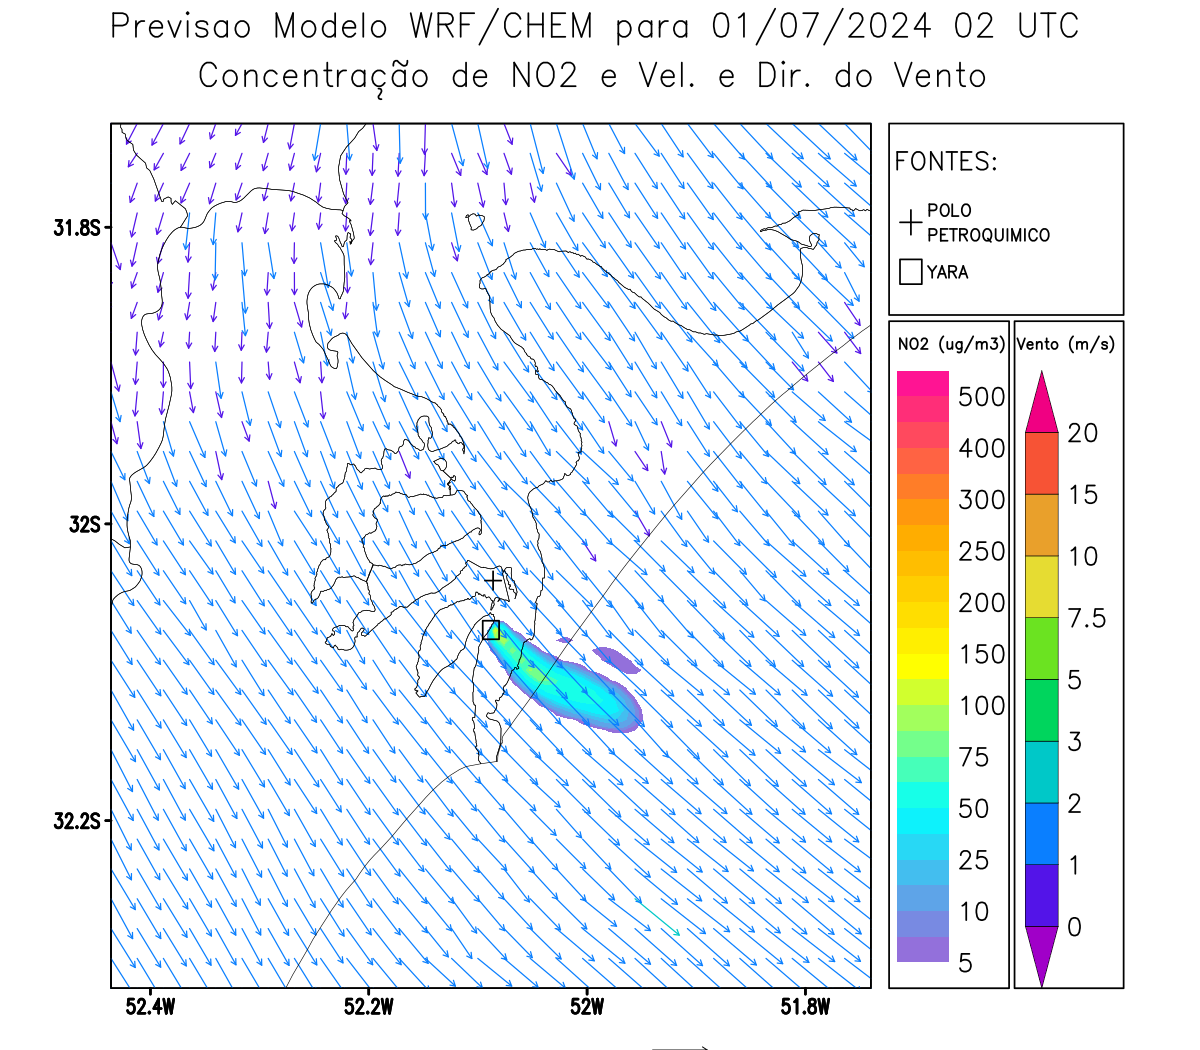 Previsao Modelo WRF/CHEM para 01/07/2024 02 UTC
Concentração de NO2 e Vel. e Dir. do Vento
FONTES:
POLO
PETROQUIMICO
YARA
31.8S
32S
32.2S
52.4W
52.2W
52W
51.8W
NO2 (ug/m3)
500
400
300
250
200
150
100
75
50
25
10
5
Vento (m/s)
20
15
10
7.5
5
3
2
1
0